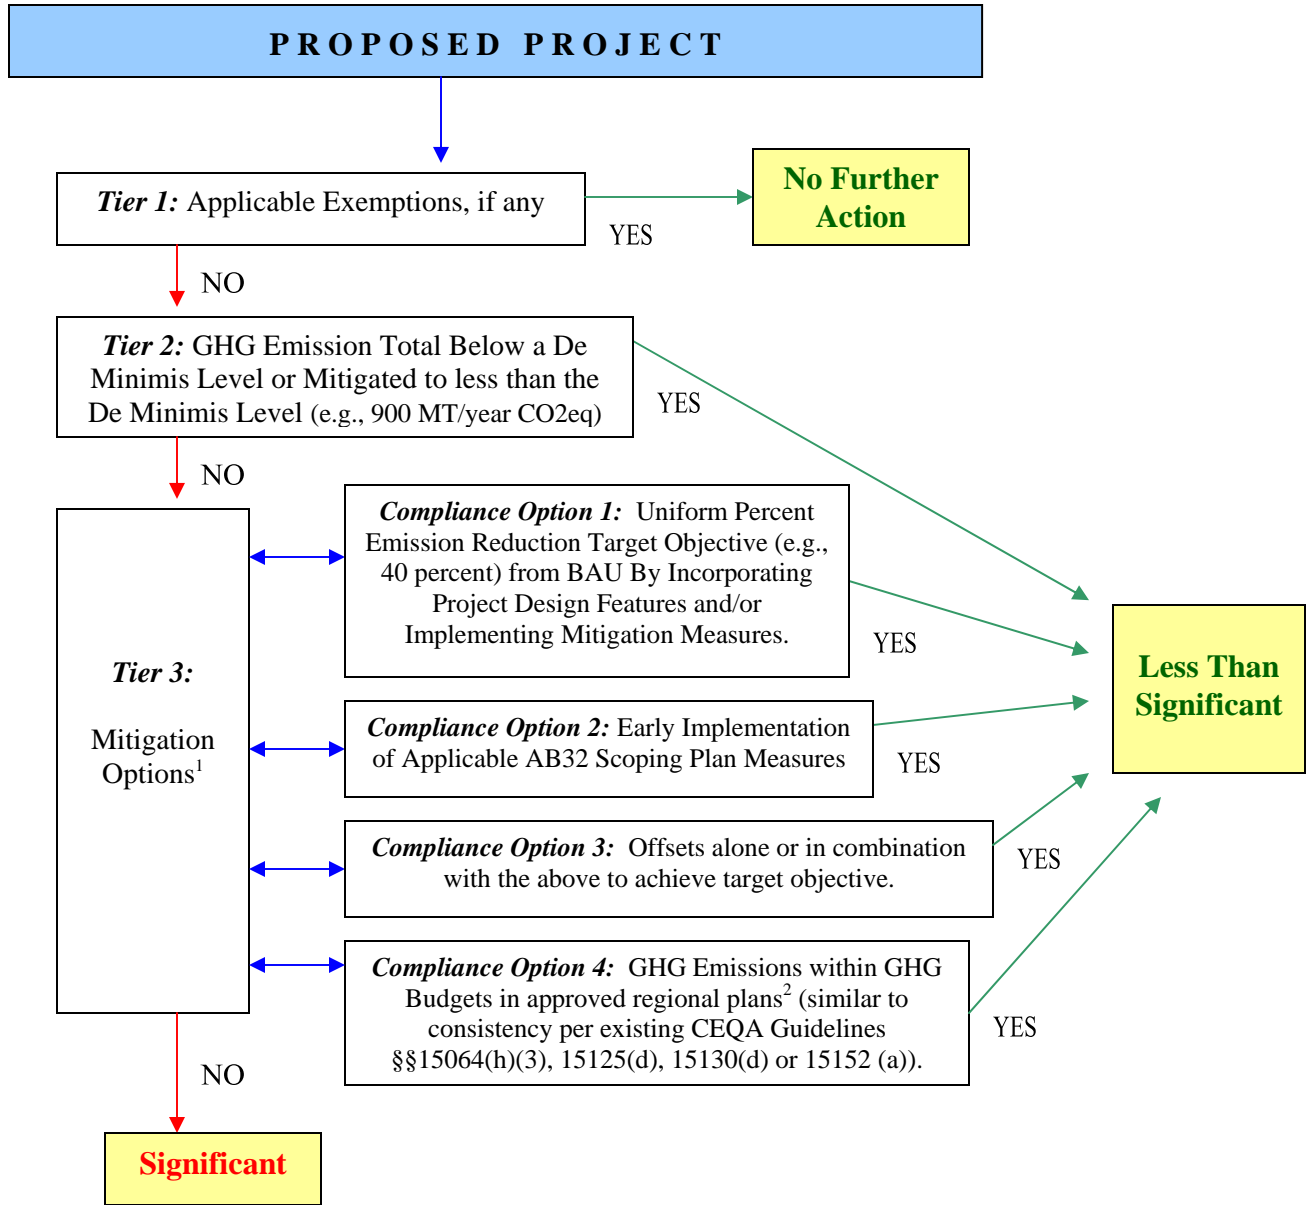 PROPOSED PROJECT
Tier 1: Applicable Exemptions, if any
YES
No Further
Action
NO
Tier 2: GHG Emission Total Below a De
Minimis Level or Mitigated to less than the
De Minimis Level (e.g., 900 MT/year CO2eq)
YES
NO
Tier 3:
Mitigation
Options1
Compliance Option 1: Uniform Percent
Emission Reduction Target Objective (e.g.,
40 percent) from BAU By Incorporating
Project Design Features and/or
Implementing Mitigation Measures.
YES
Compliance Option 2: Early Implementation
of Applicable AB32 Scoping Plan Measures
YES
Compliance Option 3: Offsets alone or in combination
with the above to achieve target objective.
YES
Compliance Option 4: GHG Emissions within GHG
Budgets in approved regional plans2 (similar to
consistency per existing CEQA Guidelines
§§15064(h)(3), 15125(d), 15130(d) or 15152 (a)).
YES
Less Than
Significant
NO
Significant